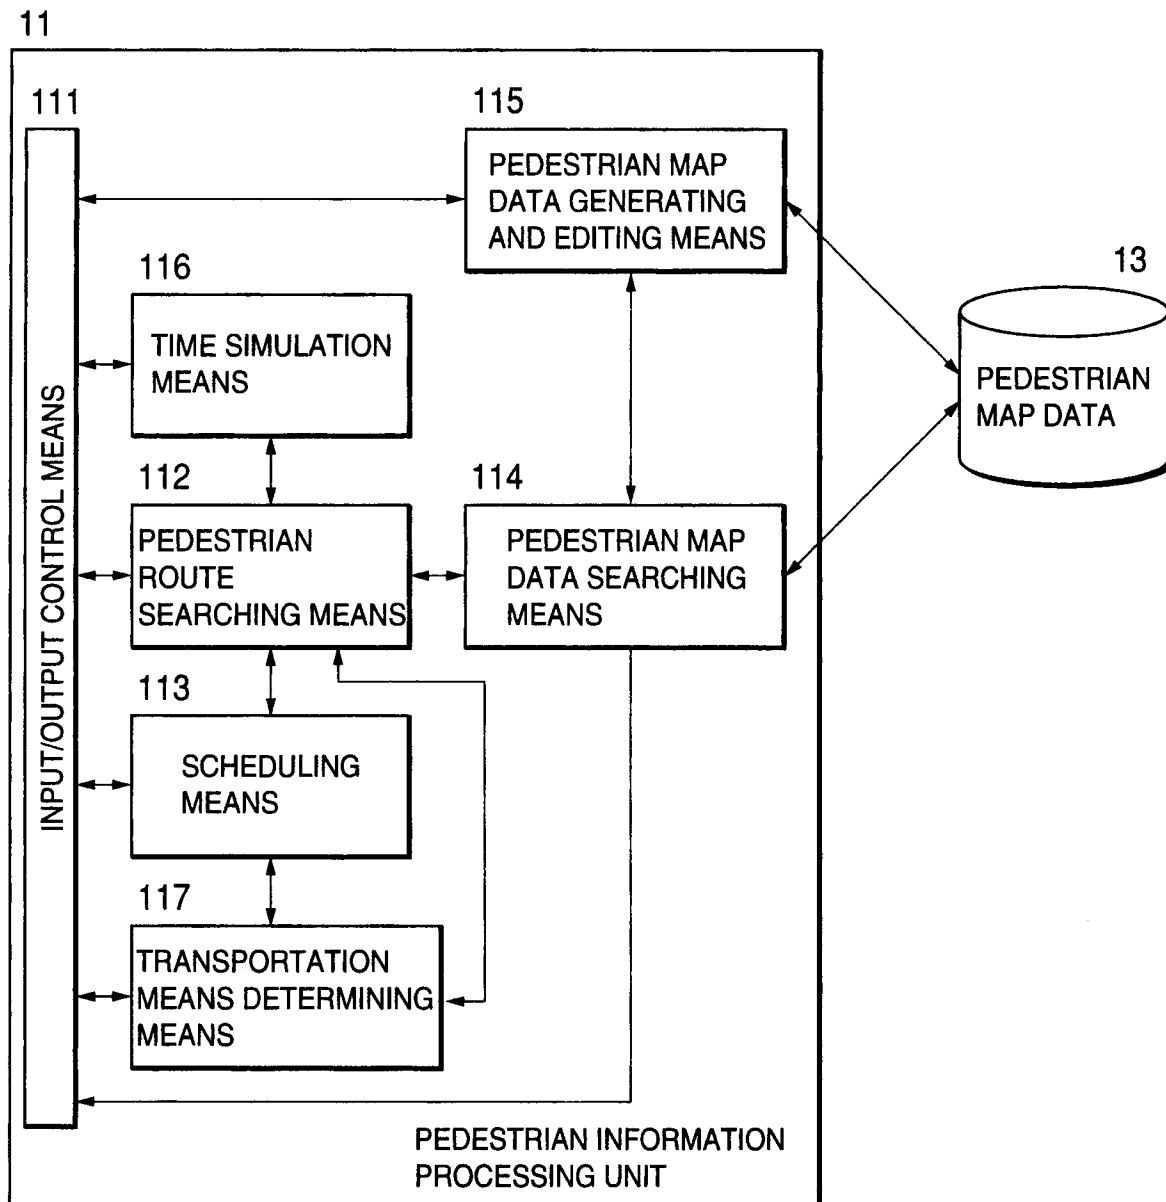 11
111
115
PEDESTRIAN MAP
DATA GENERATING
AND EDITING MEANS
13
PEDESTRIAN
MAP DATA
116
TIME SIMULATION
MEANS
INPUT/OUTPUT CONTROL MEANS
112
PEDESTRIAN
ROUTE
SEARCHING MEANS
114
PEDESTRIAN MAP
DATA SEARCHING
MEANS
113
SCHEDULING
MEANS
117
TRANSPORTATION
MEANS DETERMINING
MEANS
PEDESTRIAN INFORMATION
PROCESSING UNIT